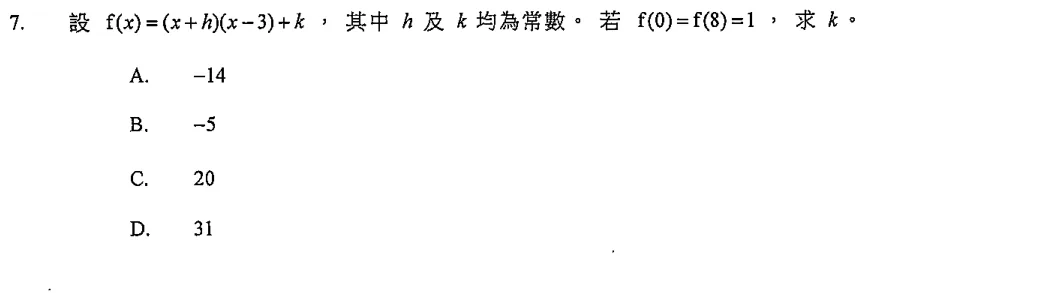 7. 設 f(x)=(x+h)(x−3)+k ， 其中 h 及 k 均為常數。 若 f(0)=f(8)=1 ， 求 k 。
A. −14
B. −5
C. 20
D. 31